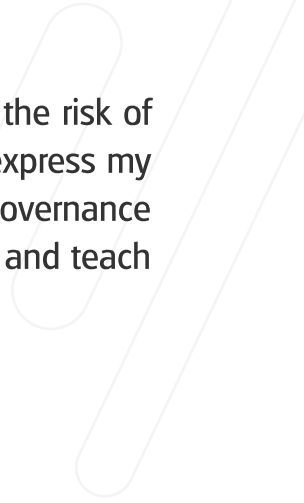 the risk of
express my
overnance
and teach